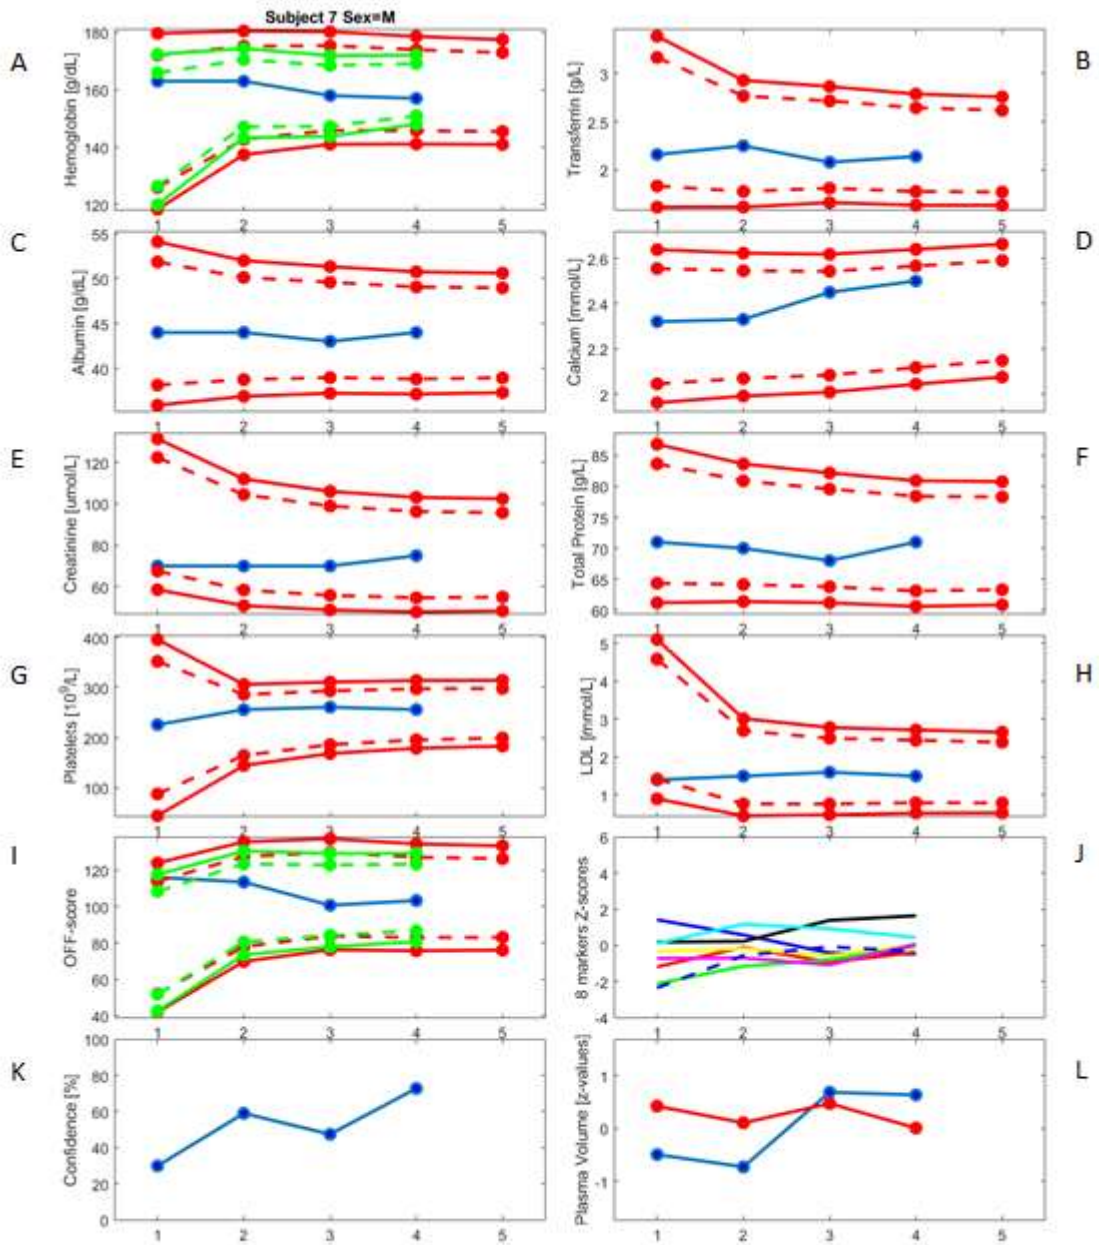 Subject 7 Sex=M
A
Hemoglobin [g/dL]
180
160
140
120
1 2 3 4 5
B
Transferrin [g/L]
3
2.5
2
1 2 3 4 5
C
Albumin [g/dL]
55
50
45
40
1 2 3 4 5
D
Calcium [mmol/L]
2.6
2.4
2.2
2
1 2 3 4 5
E
Creatinine [umol/L]
120
100
80
60
1 2 3 4 5
F
Total Protein [g/L]
85
80
75
70
65
60
1 2 3 4 5
G
Platelets [10^9/L]
400
300
200
100
1 2 3 4 5
H
LDL [mmol/L]
5
4
3
2
1
1 2 3 4 5
I
OFF-score
120
100
80
60
40
1 2 3 4 5
J
8 markers Z-scores
6
4
2
0
-2
-4
1 2 3 4 5
K
Confidence [%]
100
80
60
40
20
0
1 2 3 4 5
L
Plasma Volume [z-values]
1
0
-1
1 2 3 4 5